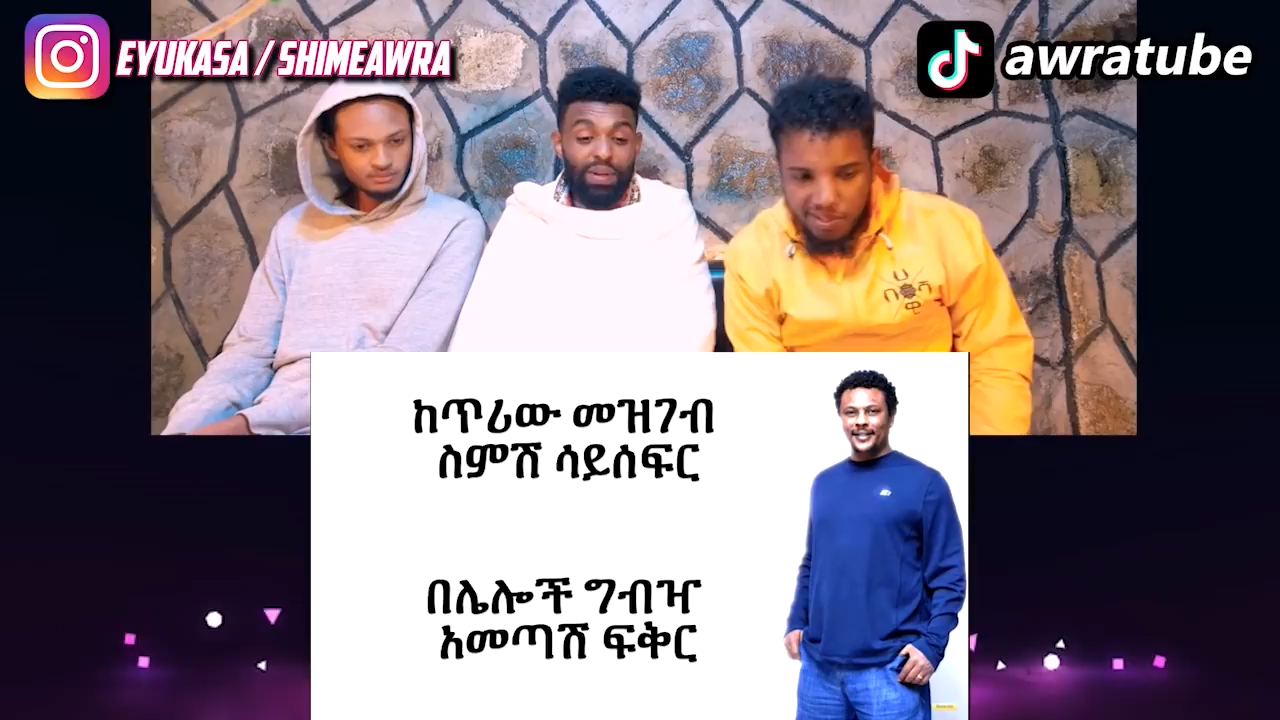 EYUKASA / SHIMEAWRA
awratube
ከጥሪው መዝገብ
ስምሽ ሳይሰፍር
በሌሎች ግብዣ
አመጣሽ ፍቅር